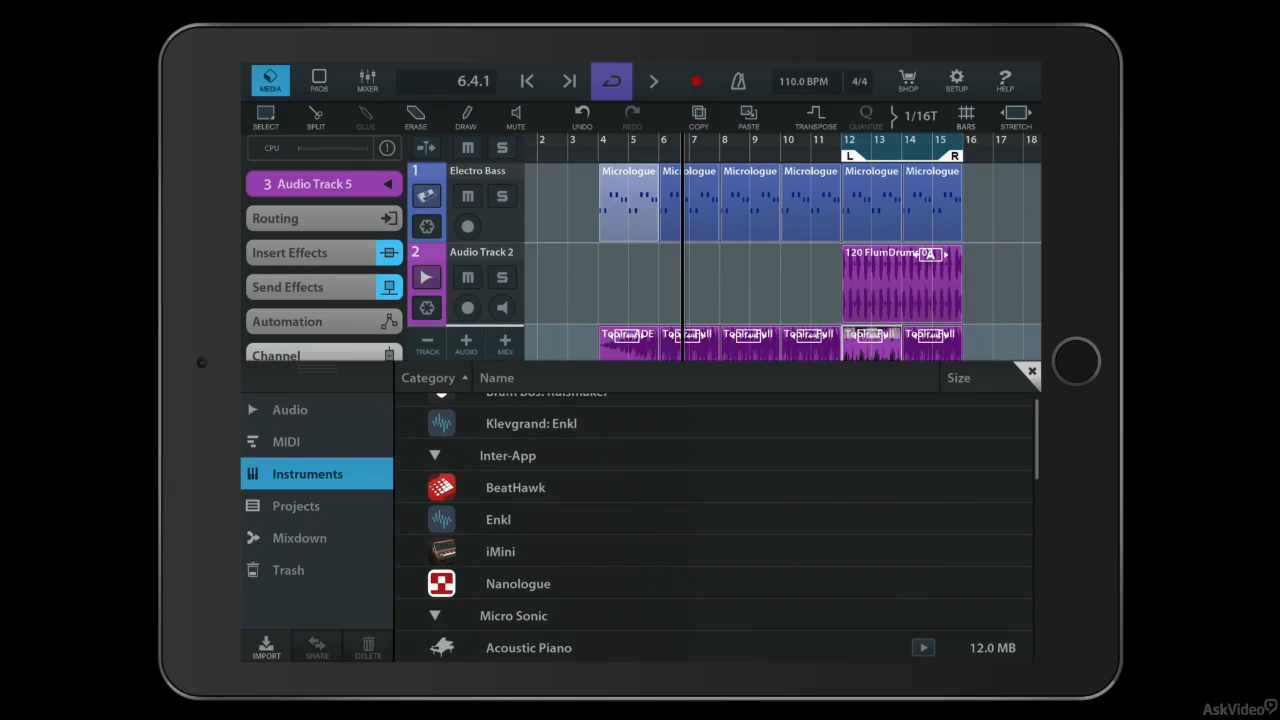 MEDIA
PADS
MIXER
6.4.1
110.0 BPM
4/4
SHOP
SETUP
HELP
SELECT
SPLIT
GLUE
ERASE
DRAW
MUTE
UNDO
REDO
COPY
PASTE
TRANSPOSE
QUANTIZE
1/16T
BARS
STRETCH
CPU
M
S
2 3 4 5 6 7 8 9 10 11 12 13 14 15 16 17 18
L R
3 Audio Track 5
Routing
Insert Effects
Send Effects
Automation
Channel
1
Electro Bass
M
S
Micrologue
Micrologue
Micrologue
Micrologue
Micrologue
Micrologue
2
Audio Track 2
M
S
120 FlumDrum
A
TRACK
AUDIO
MIDI
Category
Name
Size
Audio
MIDI
Instruments
Projects
Mixdown
Trash
IMPORT
SHARE
DELETE
Klevgrand: Enkl
Inter-App
BeatHawk
Enkl
iMini
Nanologue
Micro Sonic
Acoustic Piano
12.0 MB
AskVideo